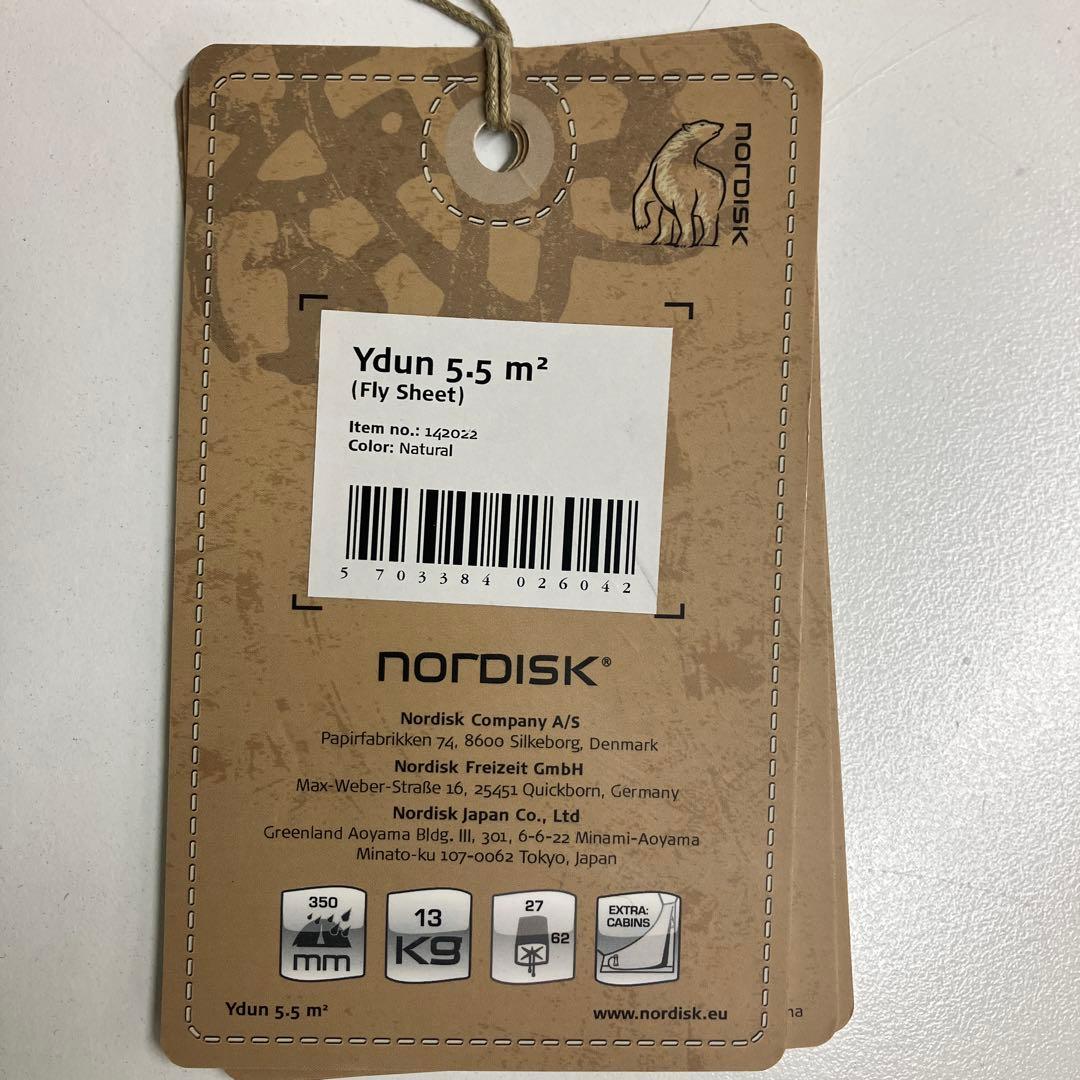 NORDISK
Ydun 5.5 m²
(Fly Sheet)
Item no.: 142022
Color: Natural
5 703384 026042
NORDISK®
Nordisk Company A/S
Papirfabrikken 74, 8600 Silkeborg, Denmark
Nordisk Freizeit GmbH
Max-Weber-Straße 16, 25451 Quickborn, Germany
Nordisk Japan Co., Ltd
Greenland Aoyama Bldg. III, 301, 6-6-22 Minami-Aoyama
Minato-ku 107-0062 Tokyo, Japan
350
mm
13
Kg
27
62
EXTRA:
CABINS
Ydun 5.5 m²
www.nordisk.eu